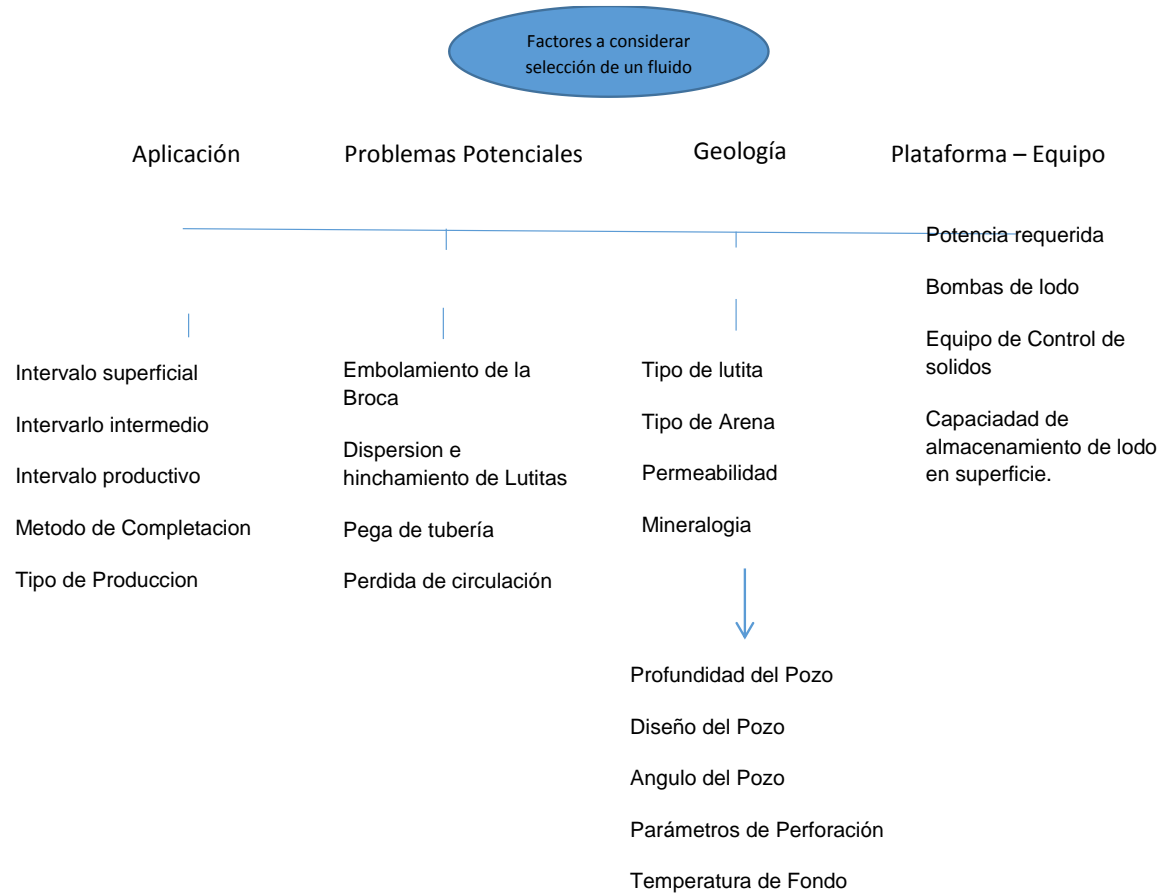 Factores a considerar
selección de un fluido
Aplicación
Problemas Potenciales
Geología
Plataforma – Equipo
Intervalo superficial
Intervarlo intermedio
Intervalo productivo
Metodo de Completacion
Tipo de Produccion
Embolamiento de la
Broca
Dispersion e
hinchamiento de Lutitas
Pega de tubería
Perdida de circulación
Tipo de lutita
Tipo de Arena
Permeabilidad
Mineralogia
Profundidad del Pozo
Diseño del Pozo
Angulo del Pozo
Parámetros de Perforación
Temperatura de Fondo
Potencia requerida
Bombas de lodo
Equipo de Control de
solidos
Capaciadad de
almacenamiento de lodo
en superficie.